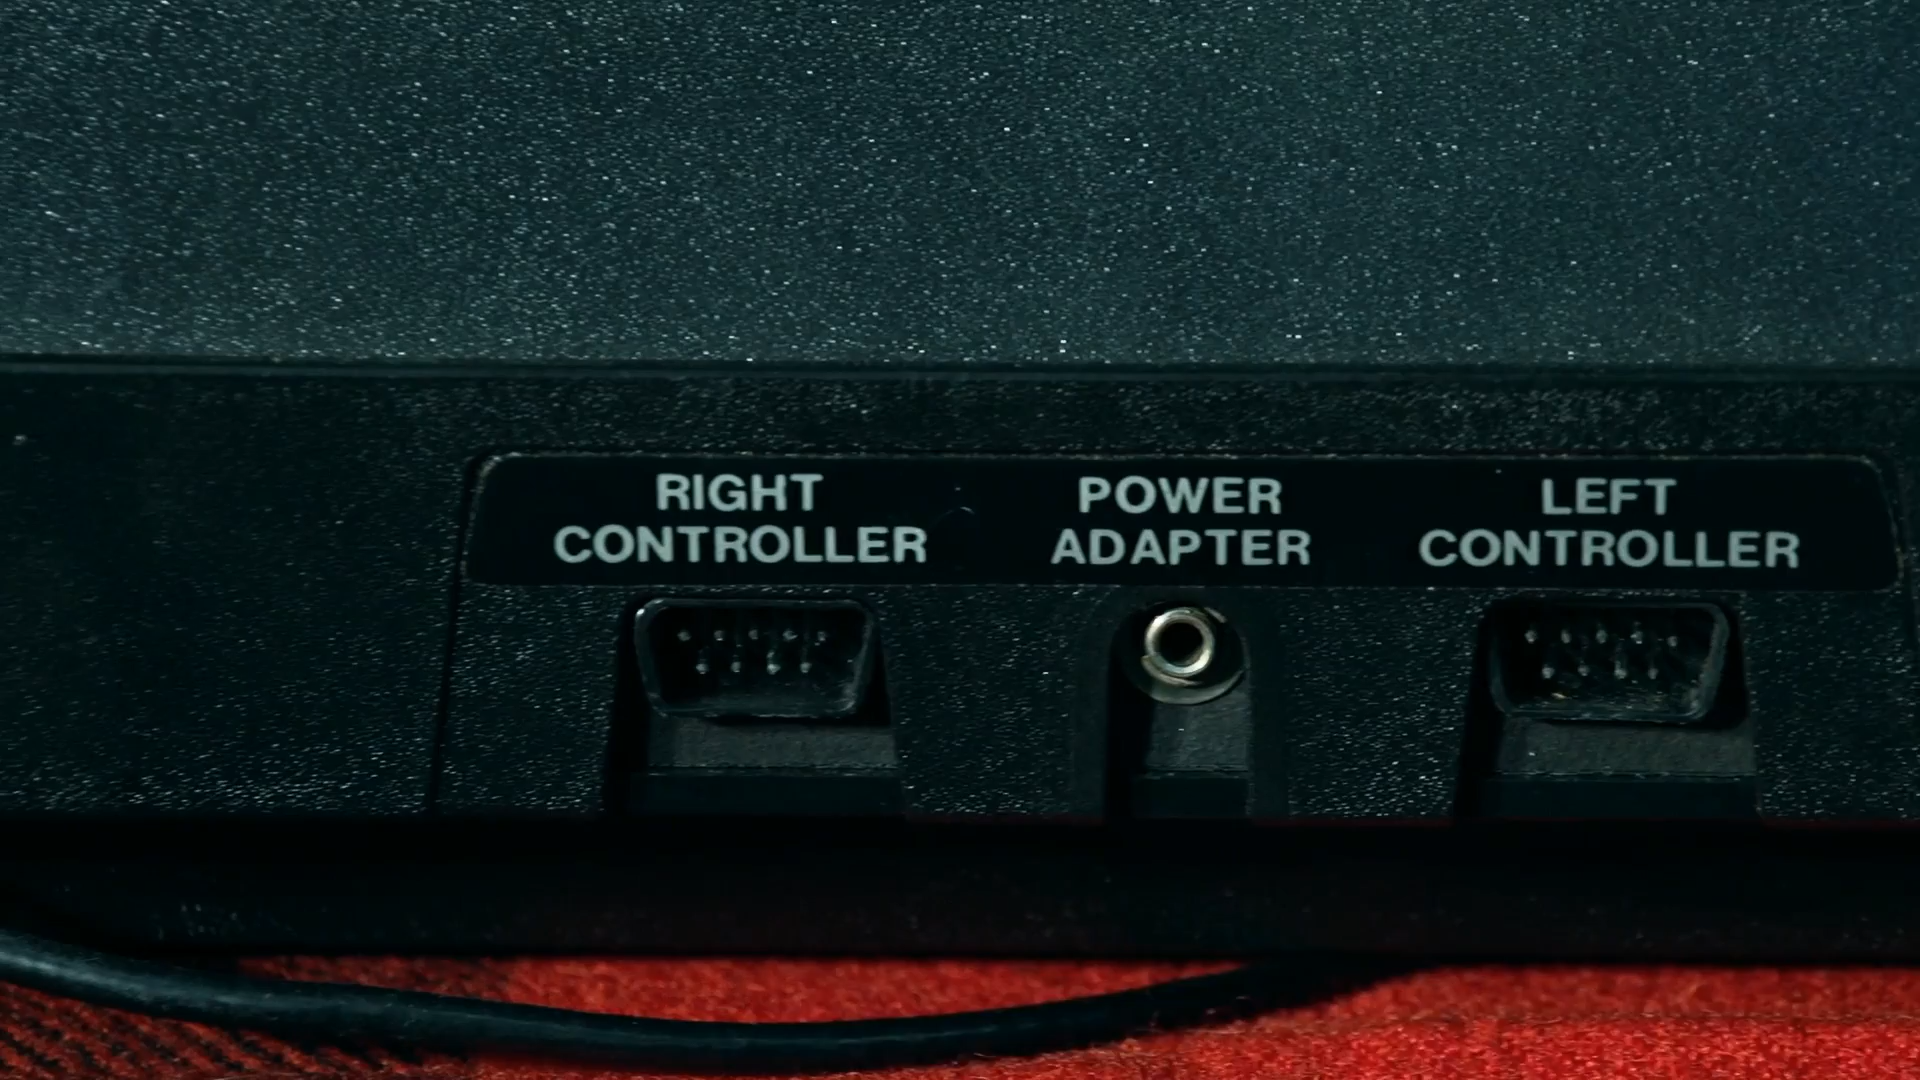 RIGHT
CONTROLLER
POWER
ADAPTER
LEFT
CONTROLLER